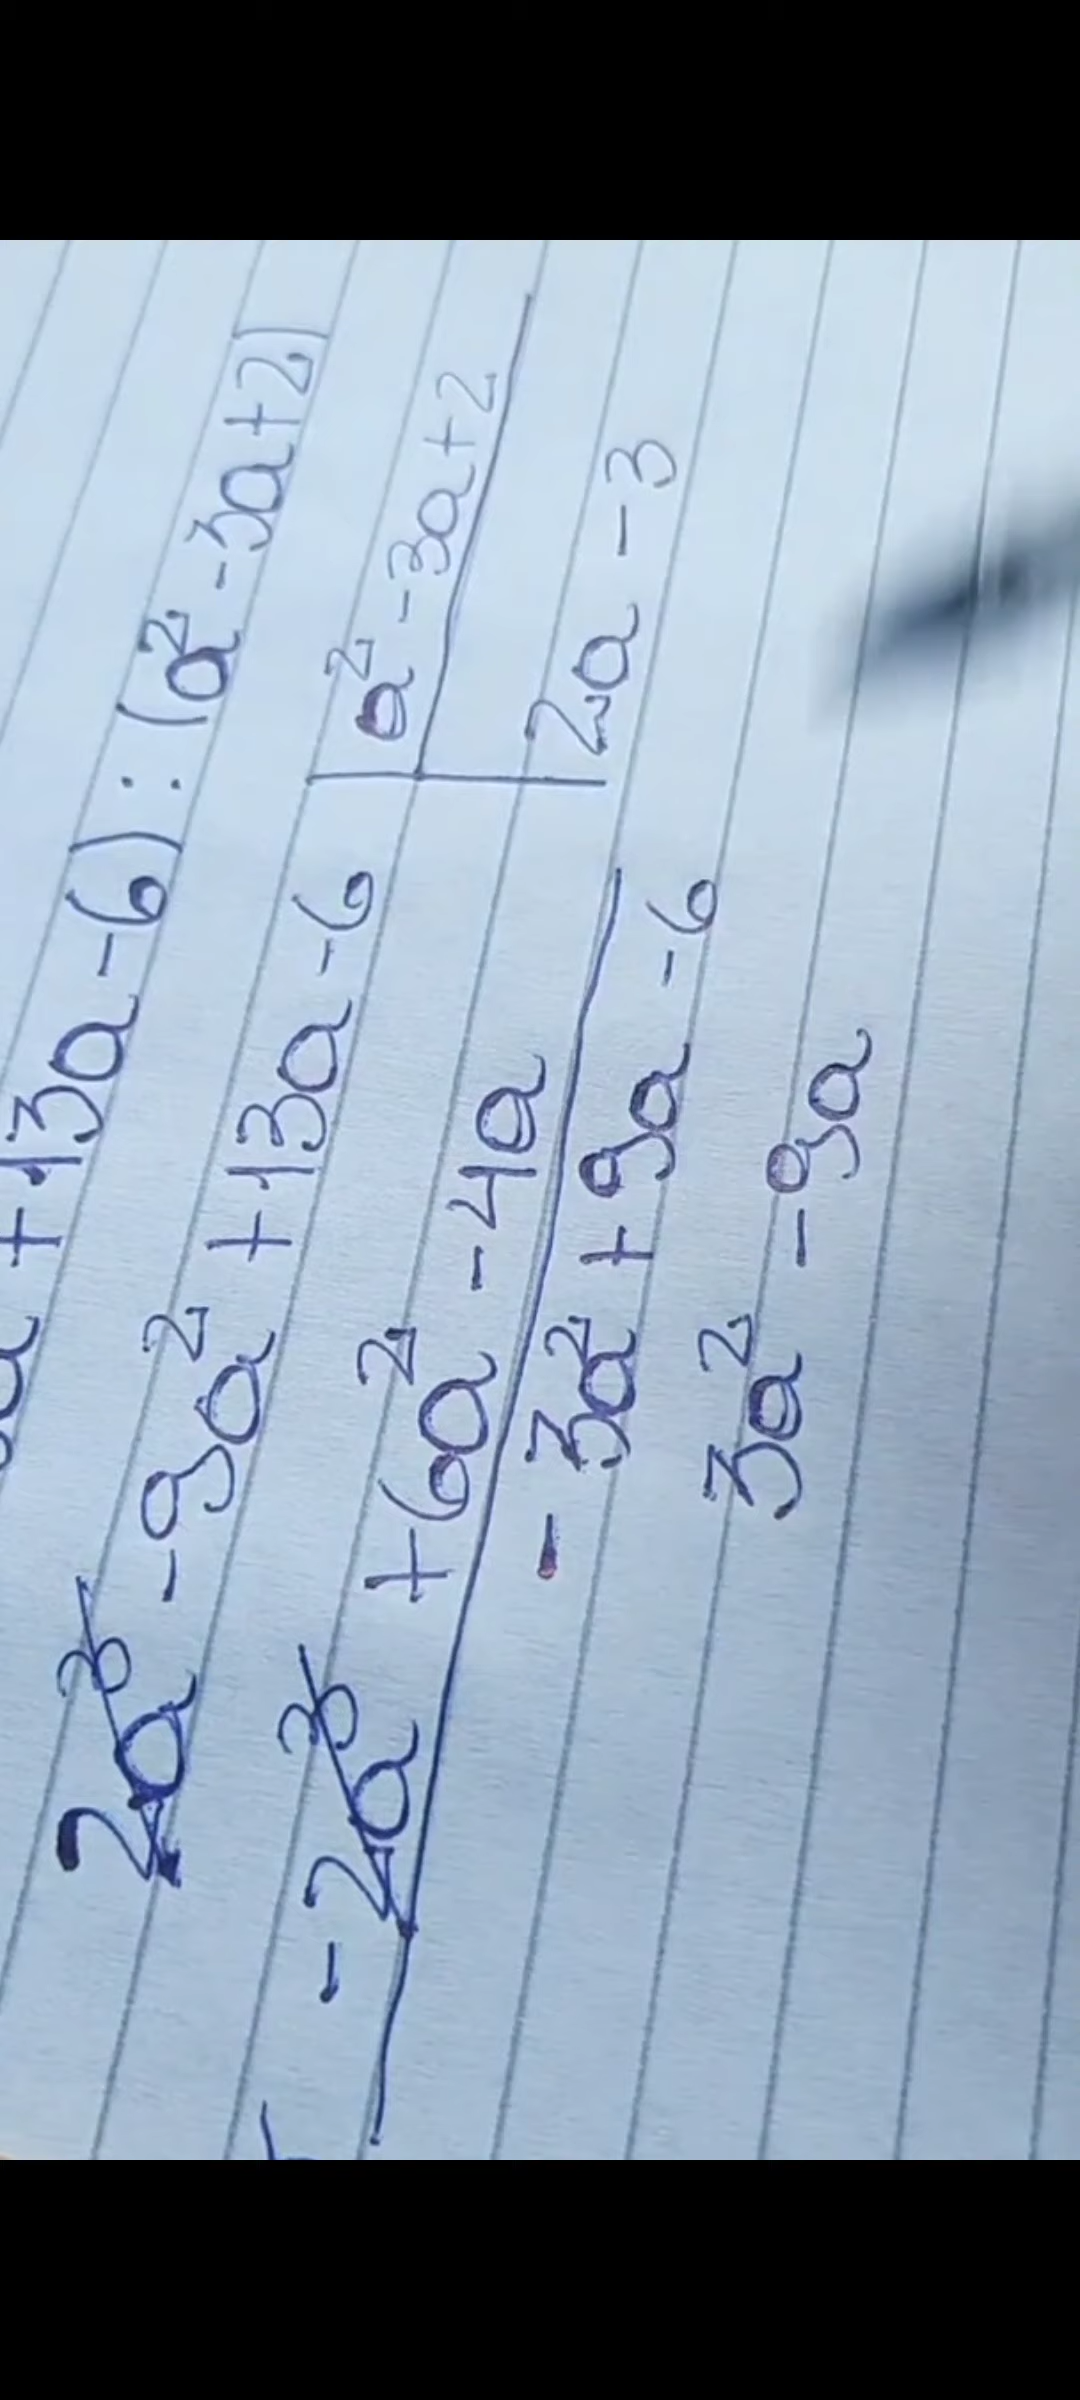 +13a-6) : (a²-3a+2)
2a³-9a²+13a-6 | a²-3a+2
-2a³+6a²-4a | 2a-3
-3a²+9a-6
3a²-9a